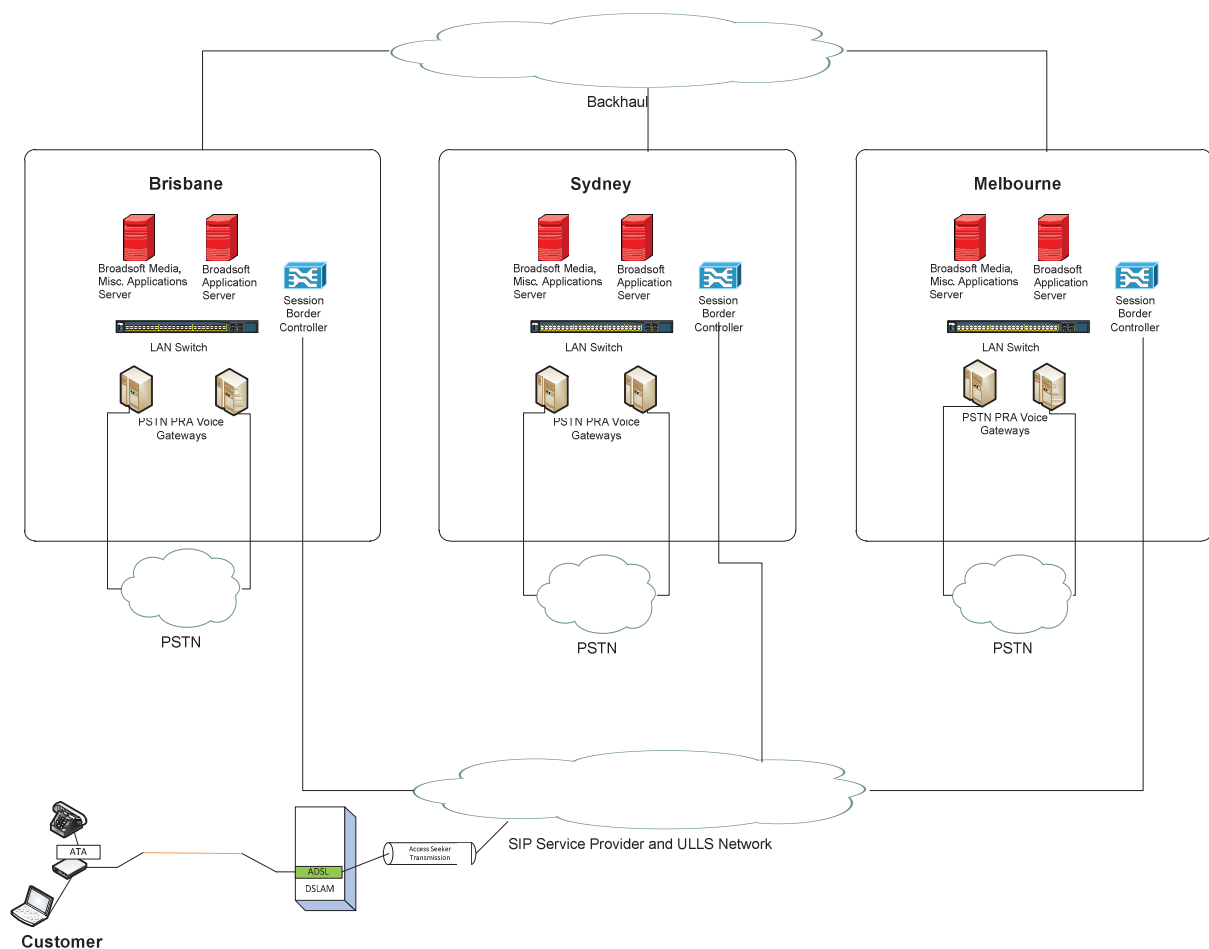 Backhaul
Brisbane
Broadsoft Media,
Misc. Applications
Server
Broadsoft
Application
Server
Session
Border
Controller
LAN Switch
PSTN PRA Voice
Gateways
PSTN
Sydney
Broadsoft Media,
Misc. Applications
Server
Broadsoft
Application
Server
Session
Border
Controller
LAN Switch
PSTN PRA Voice
Gateways
PSTN
Melbourne
Broadsoft Media,
Misc. Applications
Server
Broadsoft
Application
Server
Session
Border
Controller
LAN Switch
PSTN PRA Voice
Gateways
PSTN
SIP Service Provider and ULLS Network
Access Seeker
Transmission
ADSL
DSLAM
ATA
Customer